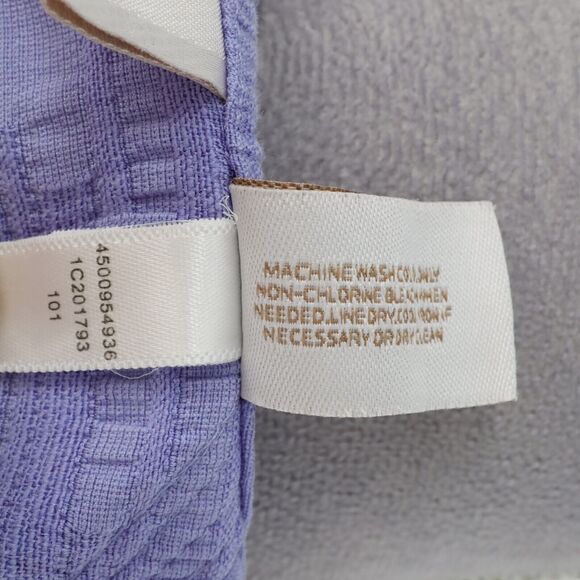 4500954936
1C201793
101
MACHINE WASH COLD.ONLY
NON-CHLORINE BLEACH WHEN
NEEDED.LINE DRY.COOL IRON IF
NECESSARY OR DRY CLEAN